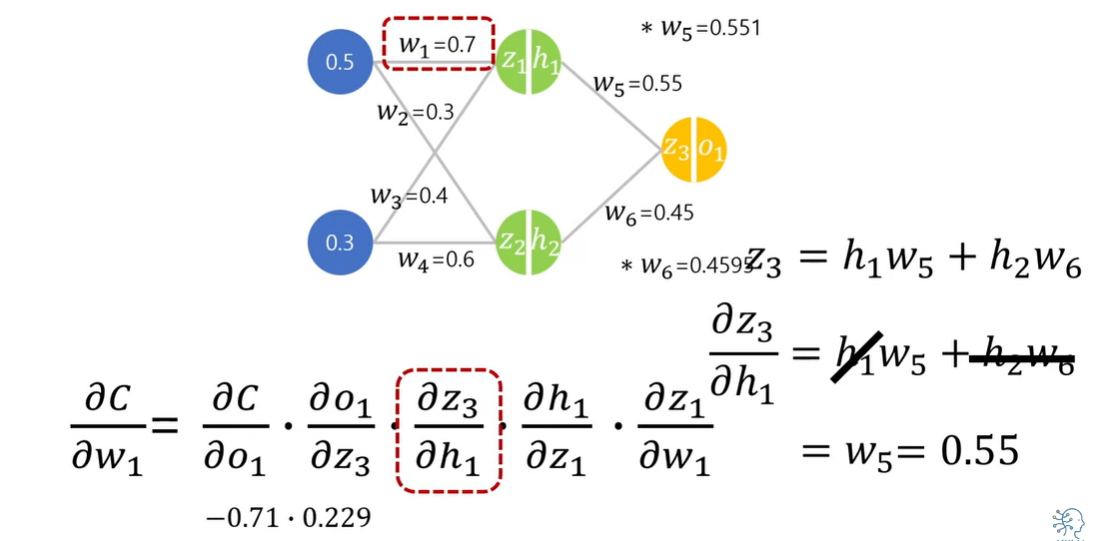 0.5
w₁=0.7
z₁ h₁
* w₅=0.551
w₅=0.55
w₂=0.3
z₃ o₁
w₃=0.4
w₆=0.45
0.3
w₄=0.6
z₂ h₂
* w₆=0.4595
z₃ = h₁w₅ + h₂w₆
∂z₃/∂h₁ = h₁w₅ + h₂w₆
= w₅= 0.55
∂C/∂w₁ = ∂C/∂o₁ · ∂o₁/∂z₃ · ∂z₃/∂h₁ · ∂h₁/∂z₁ · ∂z₁/∂w₁
−0.71 · 0.229